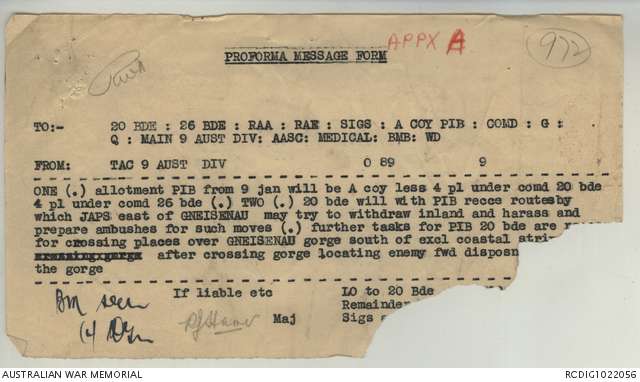 APPX A
972
PROFORMA MESSAGE FORM
TO:- 20 BDE : 26 BDE : RAA : RAE : SIGS : A COY PIB : COMD : G :
Q : MAIN 9 AUST DIV: AASC: MEDICAL: BMB: WD
FROM: TAC 9 AUST DIV 0 89 9
ONE (.) allotment PIB from 9 jan will be A coy less 4 pl under comd 20 bde
4 pl under comd 26 bde (.) TWO (.) 20 bde will with PIB recce routesby
which JAPS east of GNEISENAU may try to withdraw inland and harass and
prepare ambushes for such moves (.) further tasks for PIB 20 bde are
for crossing places over GNEISENAU gorge south of excl coastal
crossing gorge after crossing gorge locating enemy fwd disposn
the gorge
If liable etc LO to 20 Bde
Remainder
BM seen
Maj Sigs
AUSTRALIAN WAR MEMORIAL
RCDIG1022056